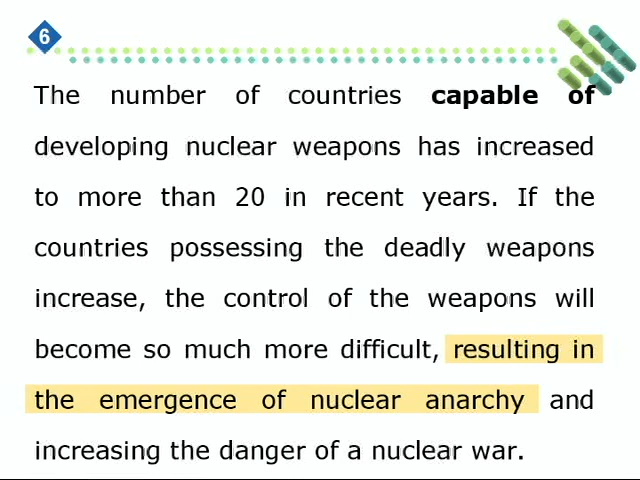 6
The number of countries capable of
developing nuclear weapons has increased
to more than 20 in recent years. If the
countries possessing the deadly weapons
increase, the control of the weapons will
become so much more difficult, resulting in
the emergence of nuclear anarchy and
increasing the danger of a nuclear war.